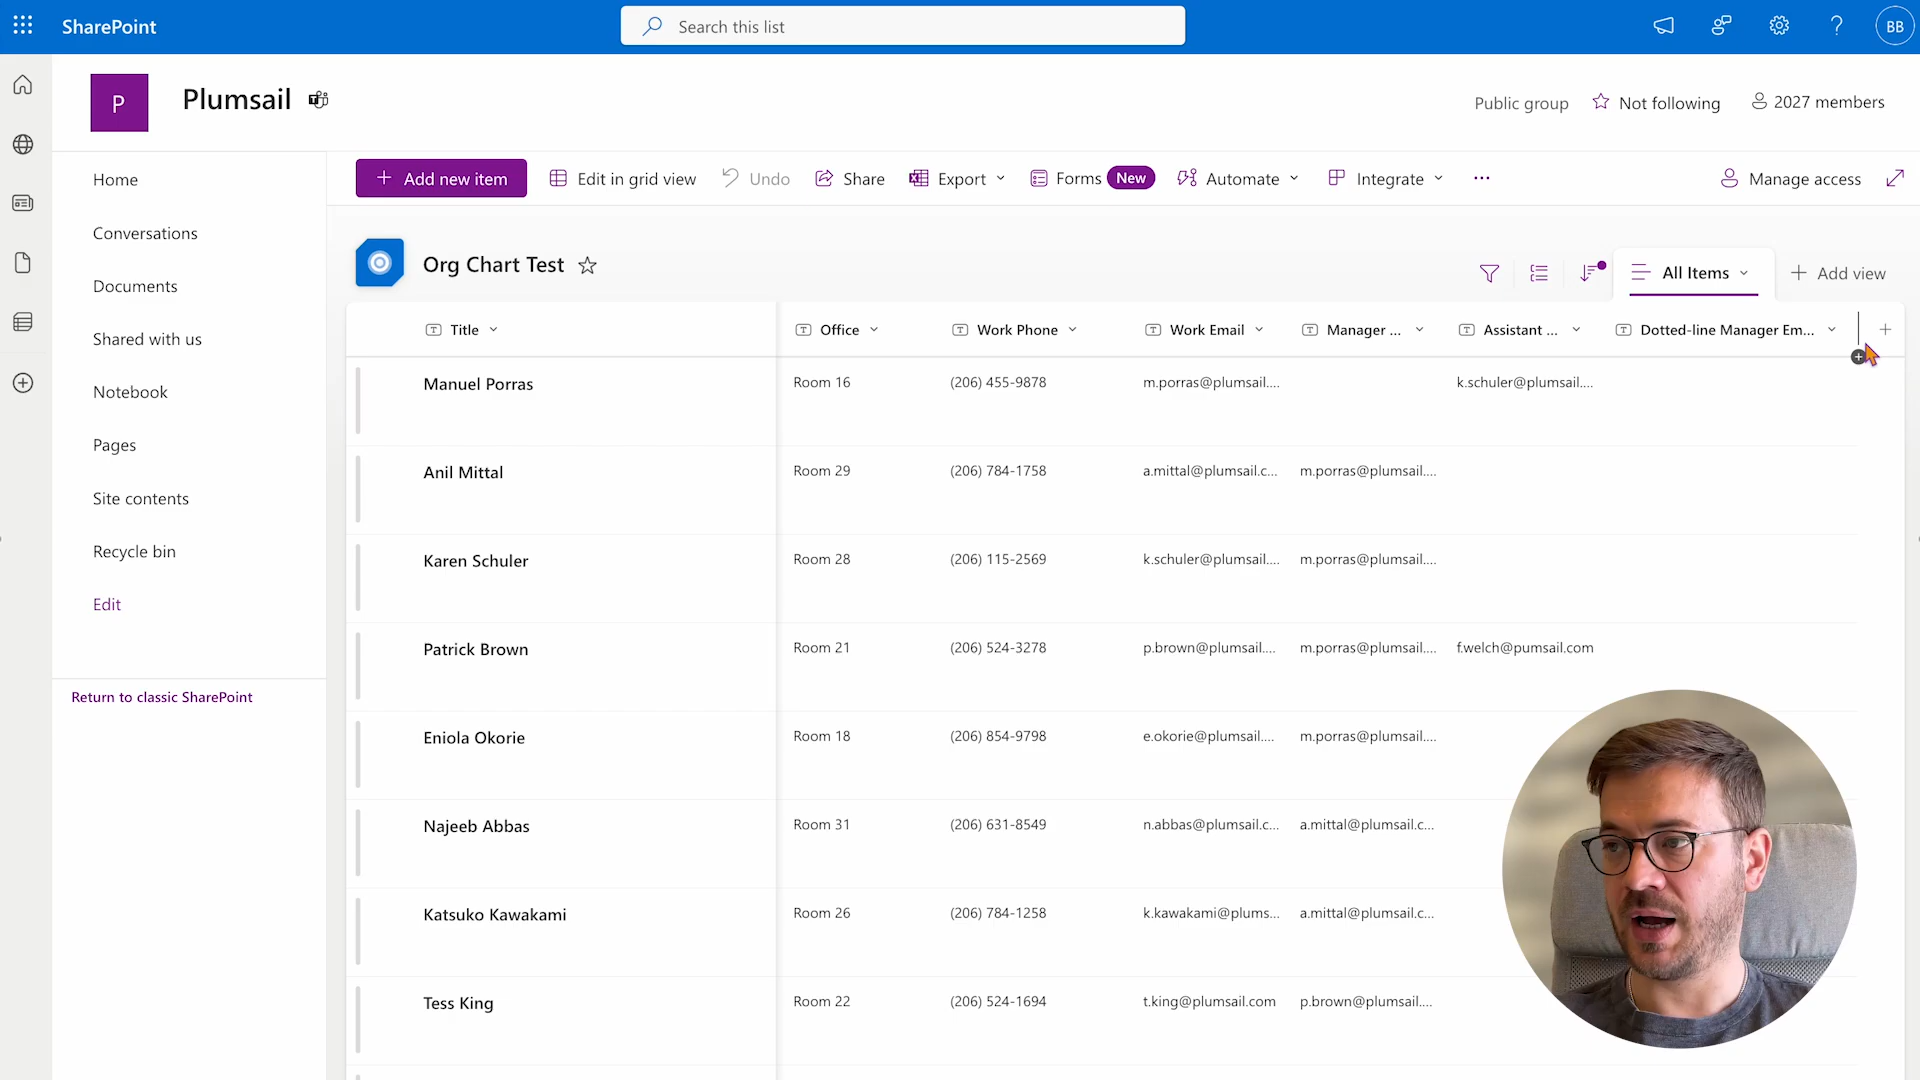 SharePoint
Search this list
BB
P
Plumsail
Public group
Not following
2027 members
Home
Conversations
Documents
Shared with us
Notebook
Pages
Site contents
Recycle bin
Edit
Return to classic SharePoint
Add new item
Edit in grid view
Undo
Share
Export
Forms New
Automate
Integrate
Manage access
Org Chart Test
All Items
Add view
Title Office Work Phone Work Email Manager ... Assistant ... Dotted-line Manager Em...
Manuel Porras Room 16 (206) 455-9878 m.porras@plumsail.... k.schuler@plumsail....
Anil Mittal Room 29 (206) 784-1758 a.mittal@plumsail.c... m.porras@plumsail....
Karen Schuler Room 28 (206) 115-2569 k.schuler@plumsail.... m.porras@plumsail....
Patrick Brown Room 21 (206) 524-3278 p.brown@plumsail.... m.porras@plumsail.... f.welch@pumsail.com
Eniola Okorie Room 18 (206) 854-9798 e.okorie@plumsail.... m.porras@plumsail....
Najeeb Abbas Room 31 (206) 631-8549 n.abbas@plumsail.c... a.mittal@plumsail.c...
Katsuko Kawakami Room 26 (206) 784-1258 k.kawakami@plums... a.mittal@plumsail.c...
Tess King Room 22 (206) 524-1694 t.king@plumsail.com p.brown@plumsail....